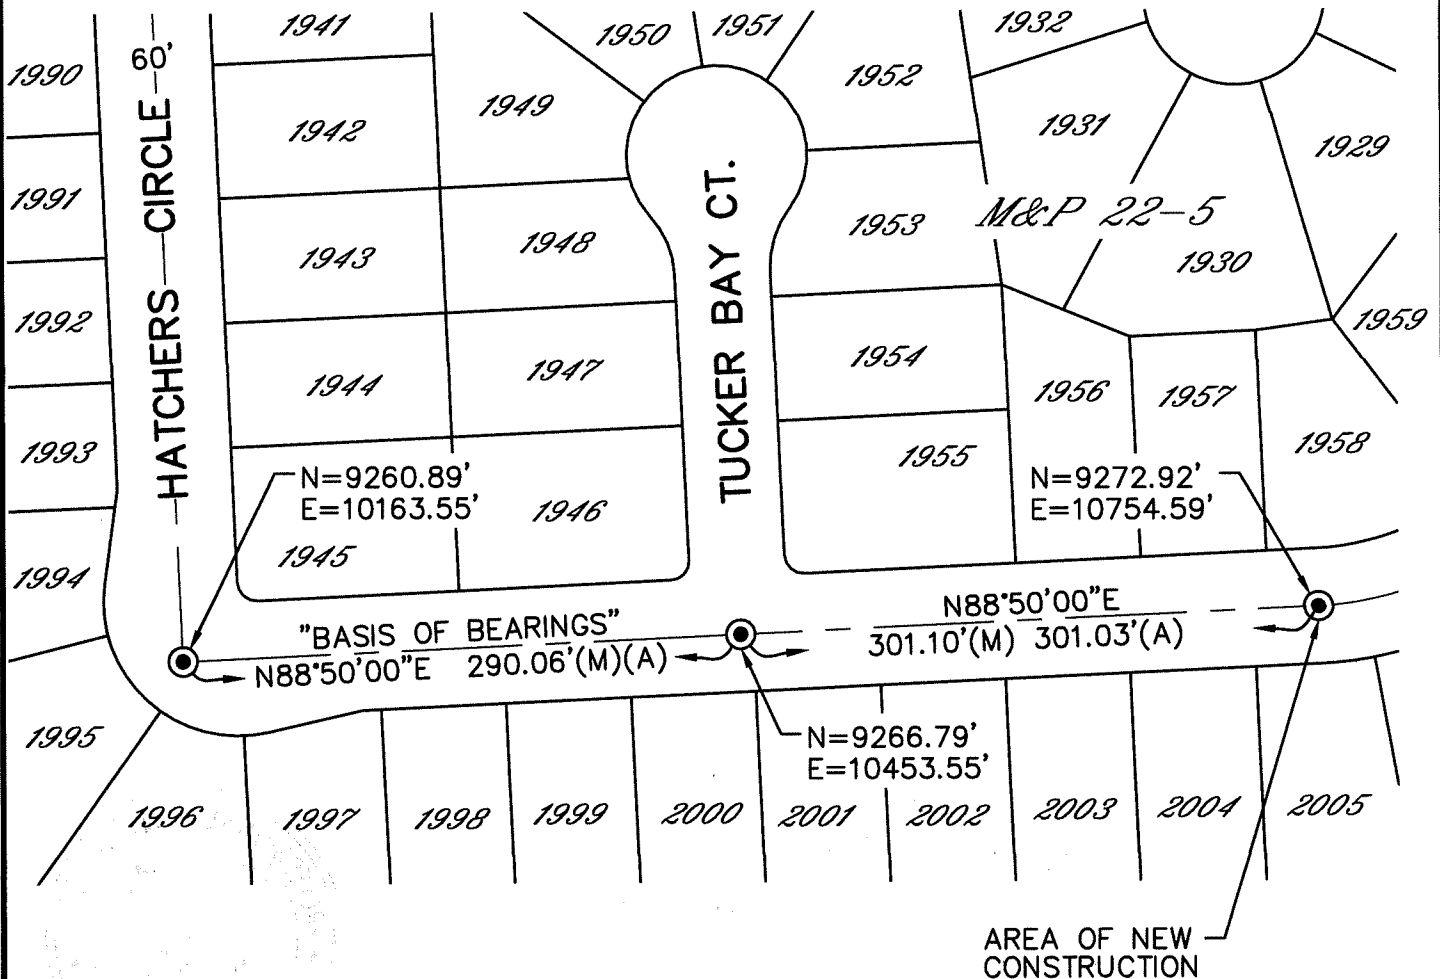 1941
1950
1951
1932
60'
1990
1952
1949
1942
1931
1929
HATCHERS CIRCLE
TUCKER BAY CT.
1991
M&P 22-5
1953
1943
1948
1930
1992
1959
1954
1944
1947
1956
1957
1993
1955
1958
N=9260.89'
E=10163.55'
N=9272.92'
E=10754.59'
1946
1945
1994
N88°50'00"E
301.10'(M) 301.03'(A)
"BASIS OF BEARINGS"
N88°50'00"E 290.06'(M)(A)
1995
N=9266.79'
E=10453.55'
1996
1997
1998
1999
2000
2001
2002
2003
2004
2005
AREA OF NEW
CONSTRUCTION